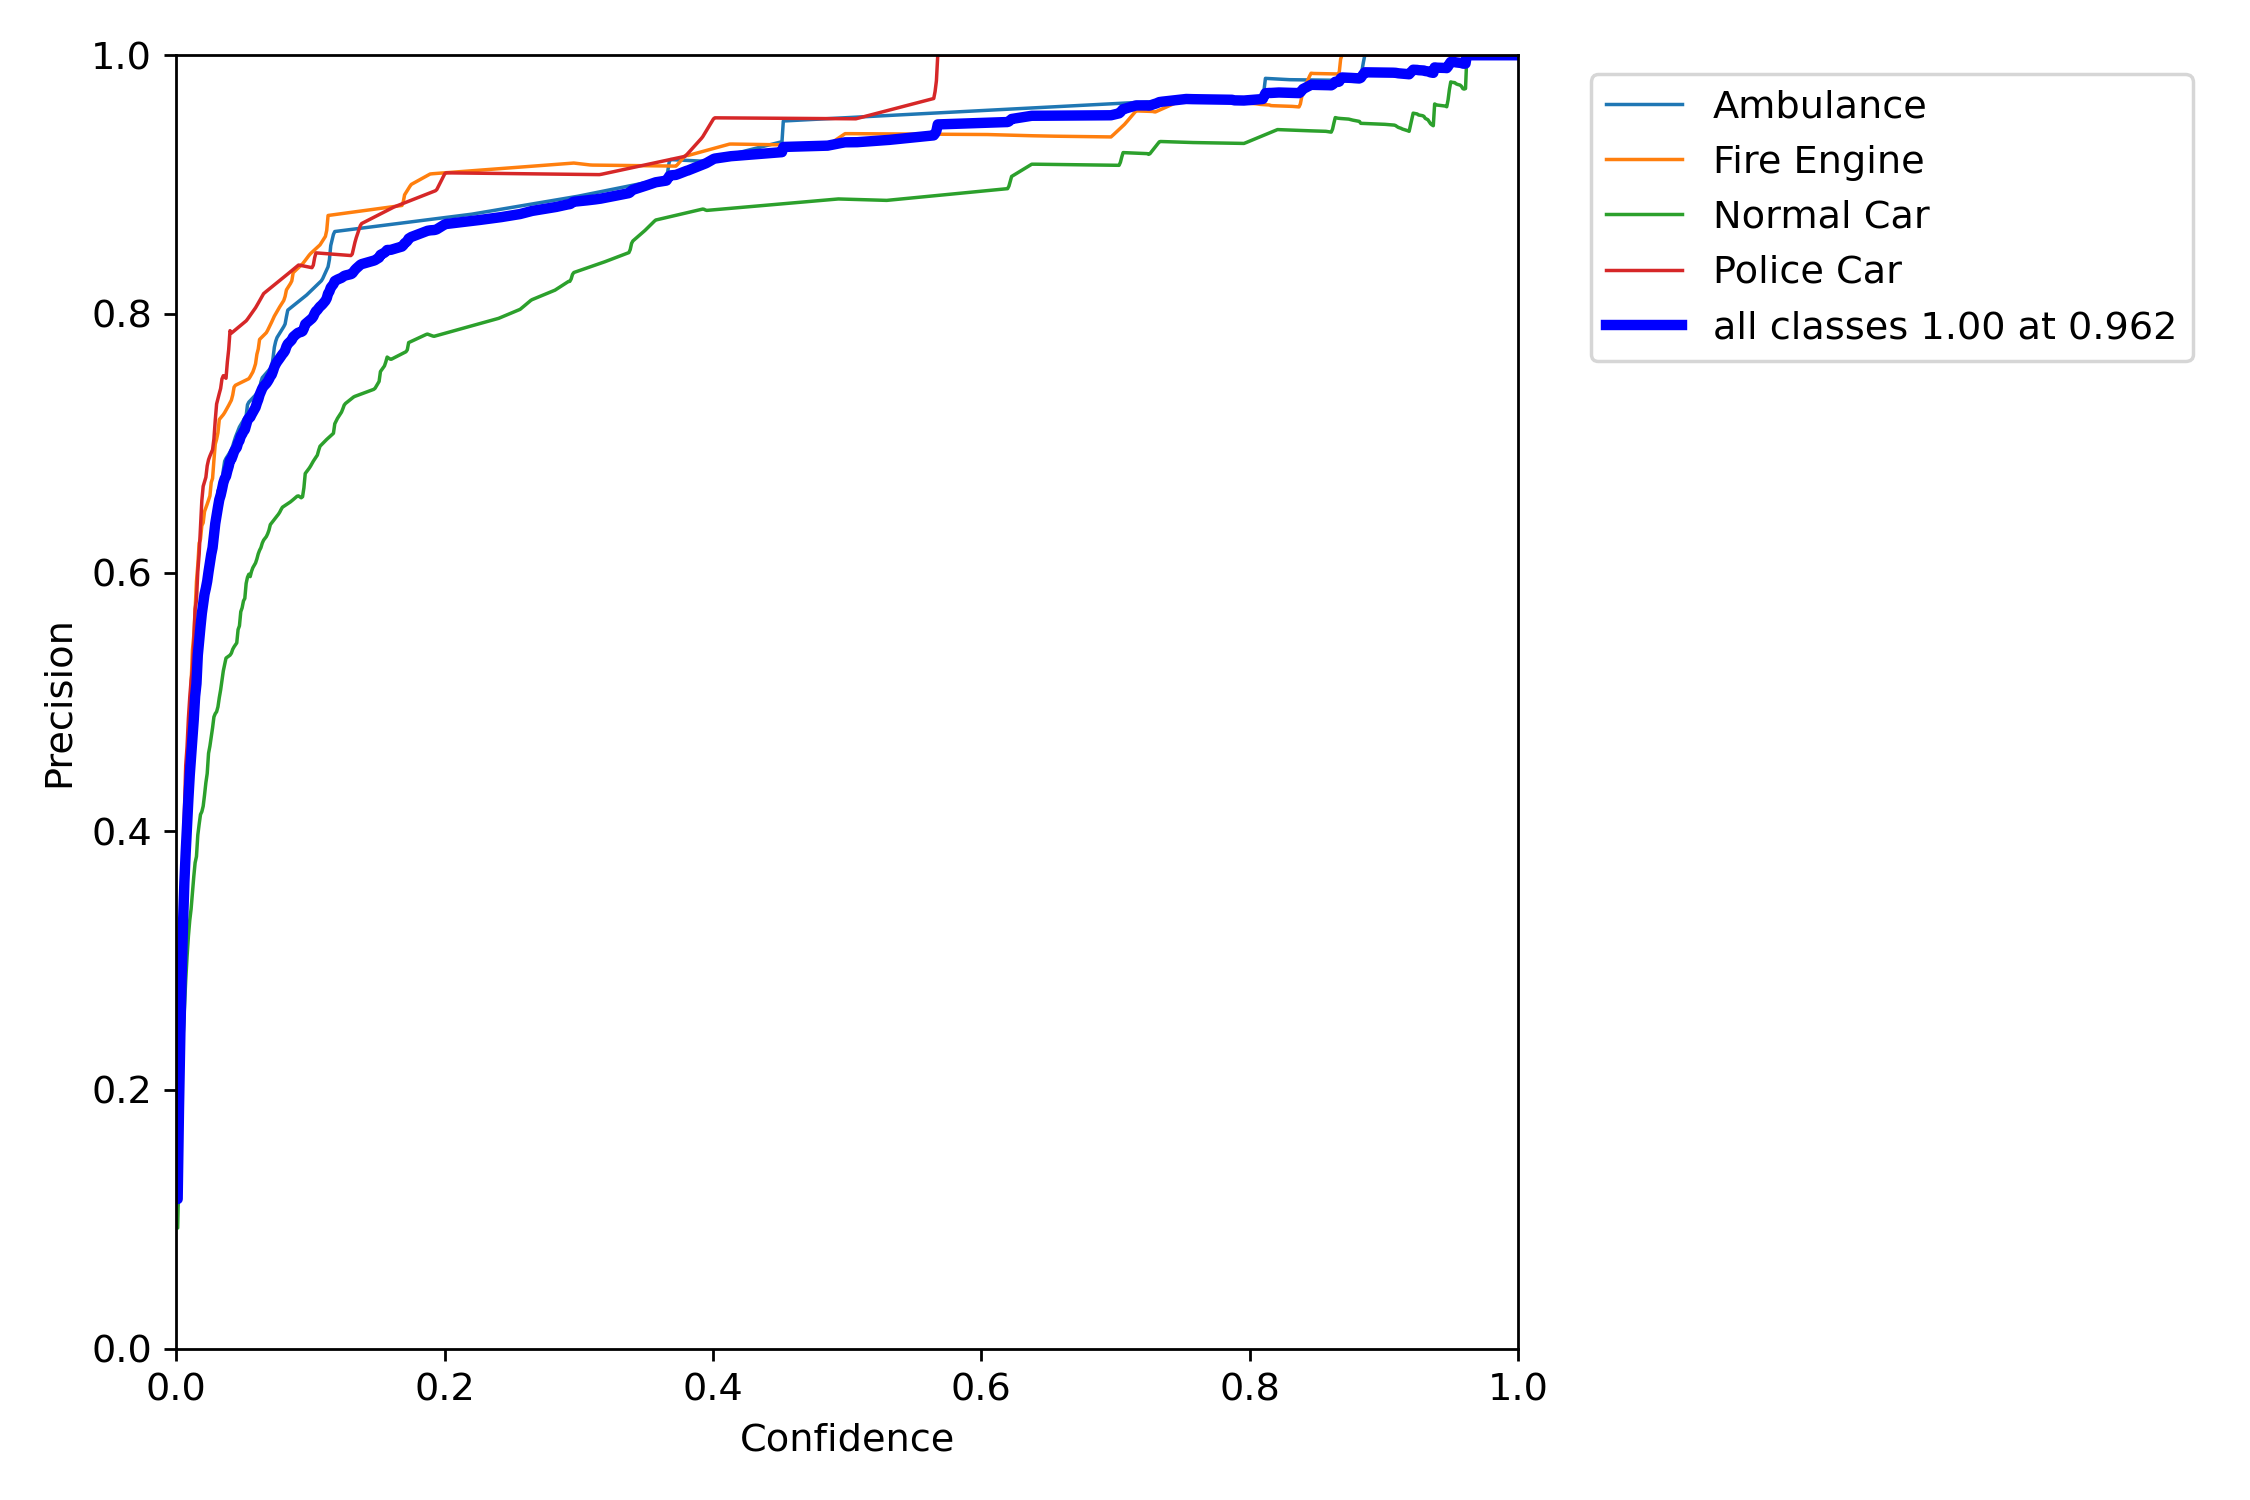 1.0
0.8
0.6
0.4
0.2
0.0
0.0 0.2 0.4 0.6 0.8 1.0
Precision
Confidence
Ambulance
Fire Engine
Normal Car
Police Car
all classes 1.00 at 0.962